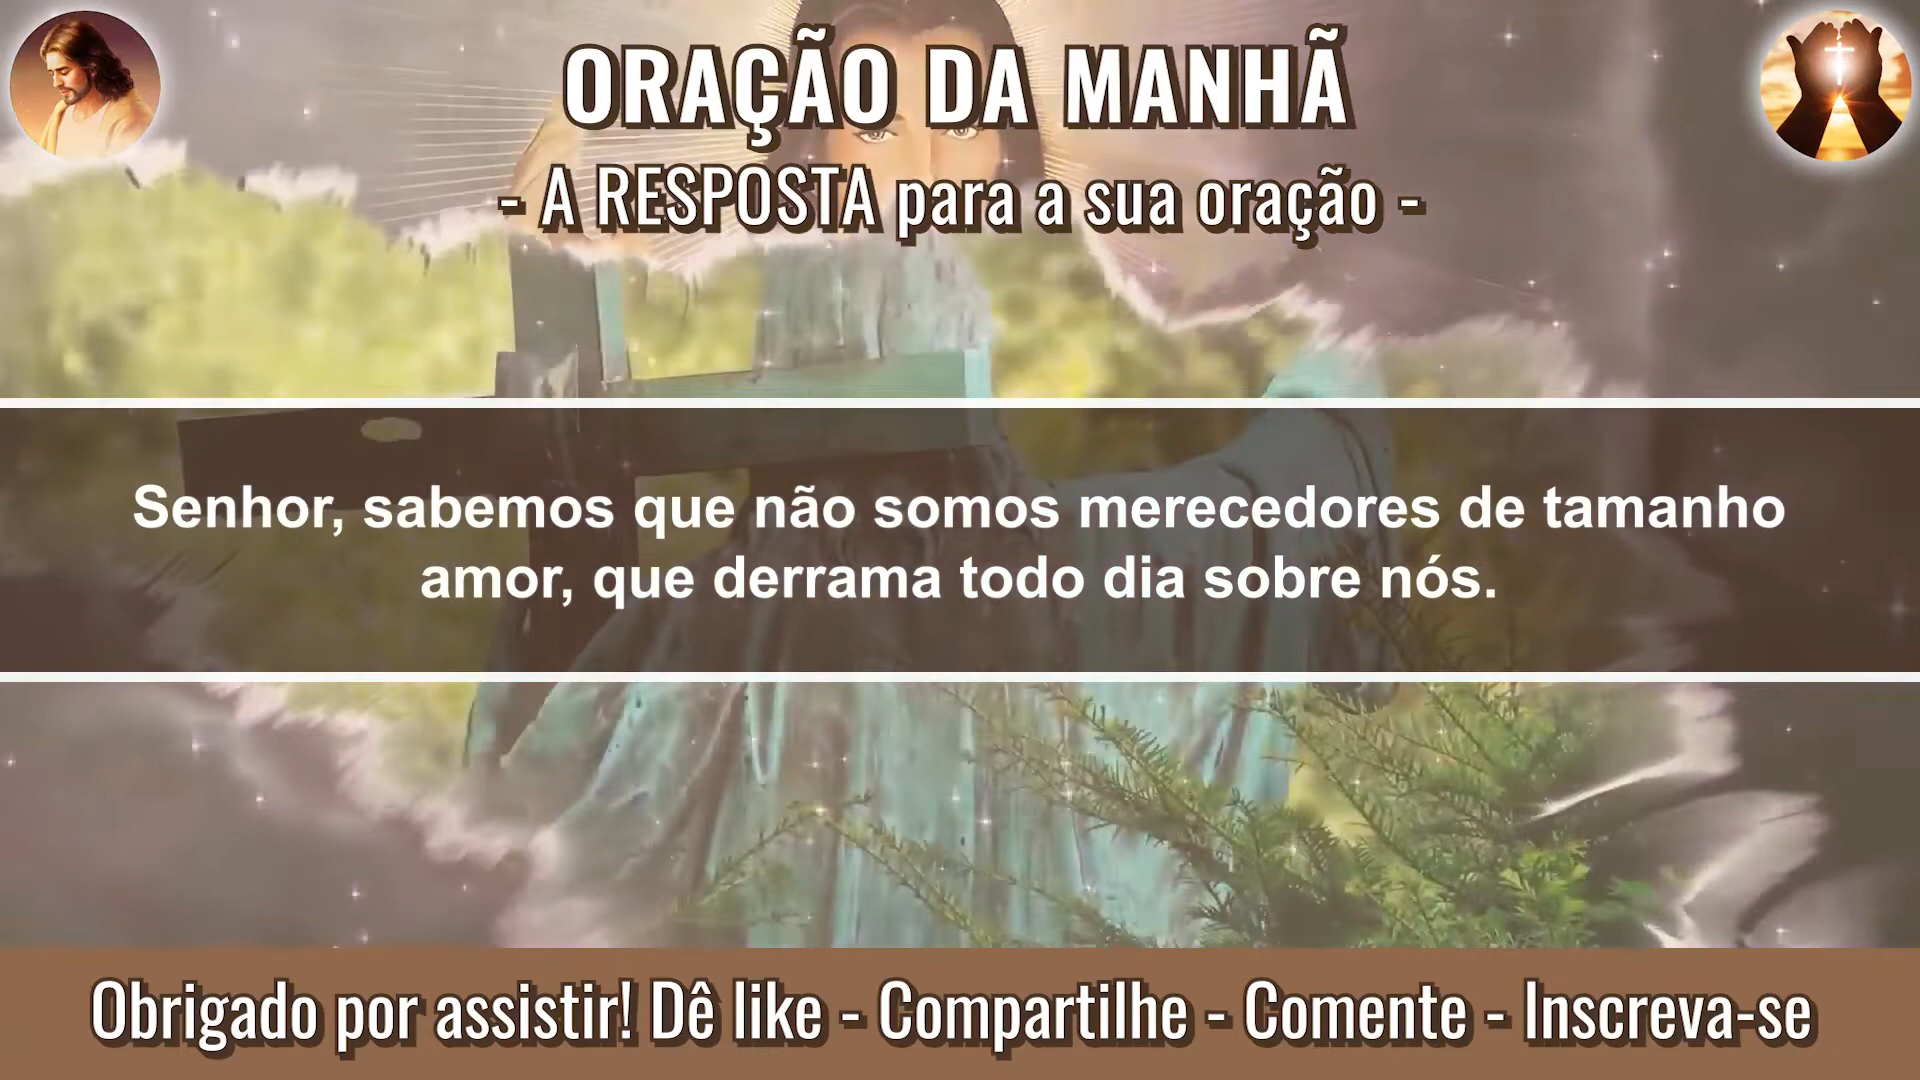 ORAÇÃO DA MANHÃ
- A RESPOSTA para a sua oração -
Senhor, sabemos que não somos merecedores de tamanho
amor, que derrama todo dia sobre nós.
Obrigado por assistir! Dê like - Compartilhe - Comente - Inscreva-se